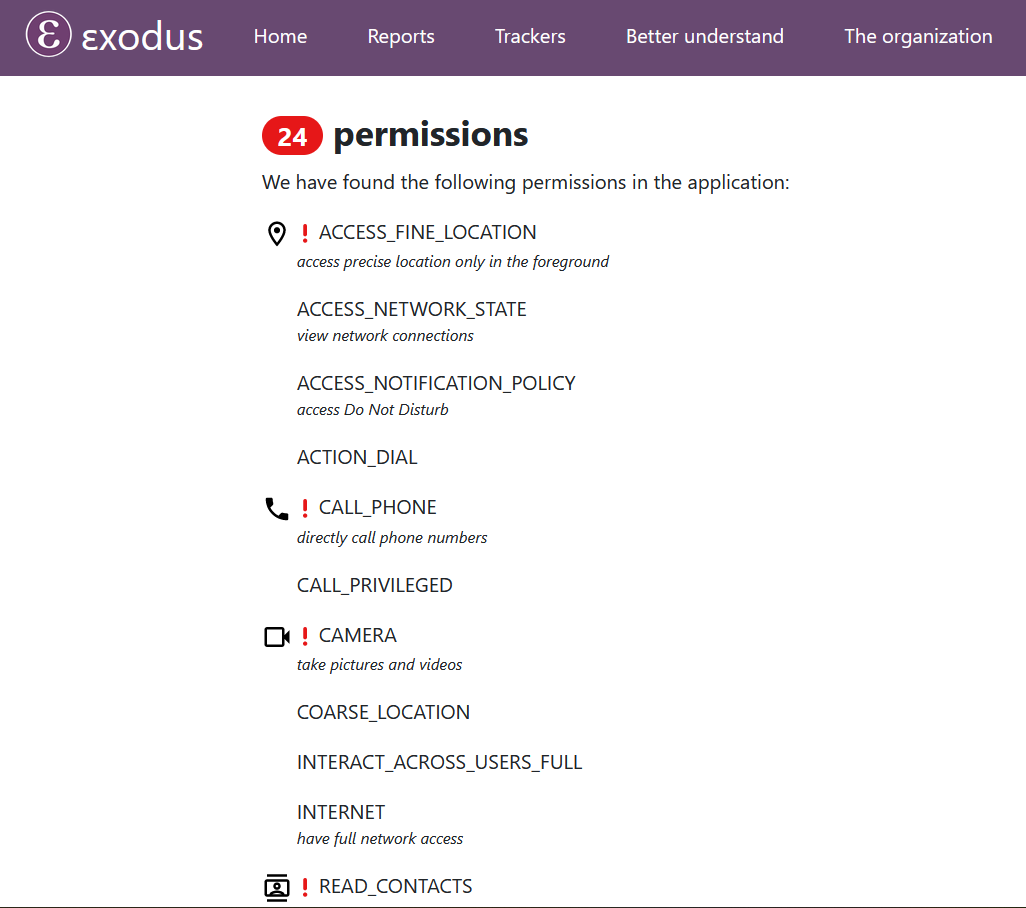 εxodus Home Reports Trackers Better understand The organization
24 permissions
We have found the following permissions in the application:
! ACCESS_FINE_LOCATION
access precise location only in the foreground
ACCESS_NETWORK_STATE
view network connections
ACCESS_NOTIFICATION_POLICY
access Do Not Disturb
ACTION_DIAL
! CALL_PHONE
directly call phone numbers
CALL_PRIVILEGED
! CAMERA
take pictures and videos
COARSE_LOCATION
INTERACT_ACROSS_USERS_FULL
INTERNET
have full network access
! READ_CONTACTS